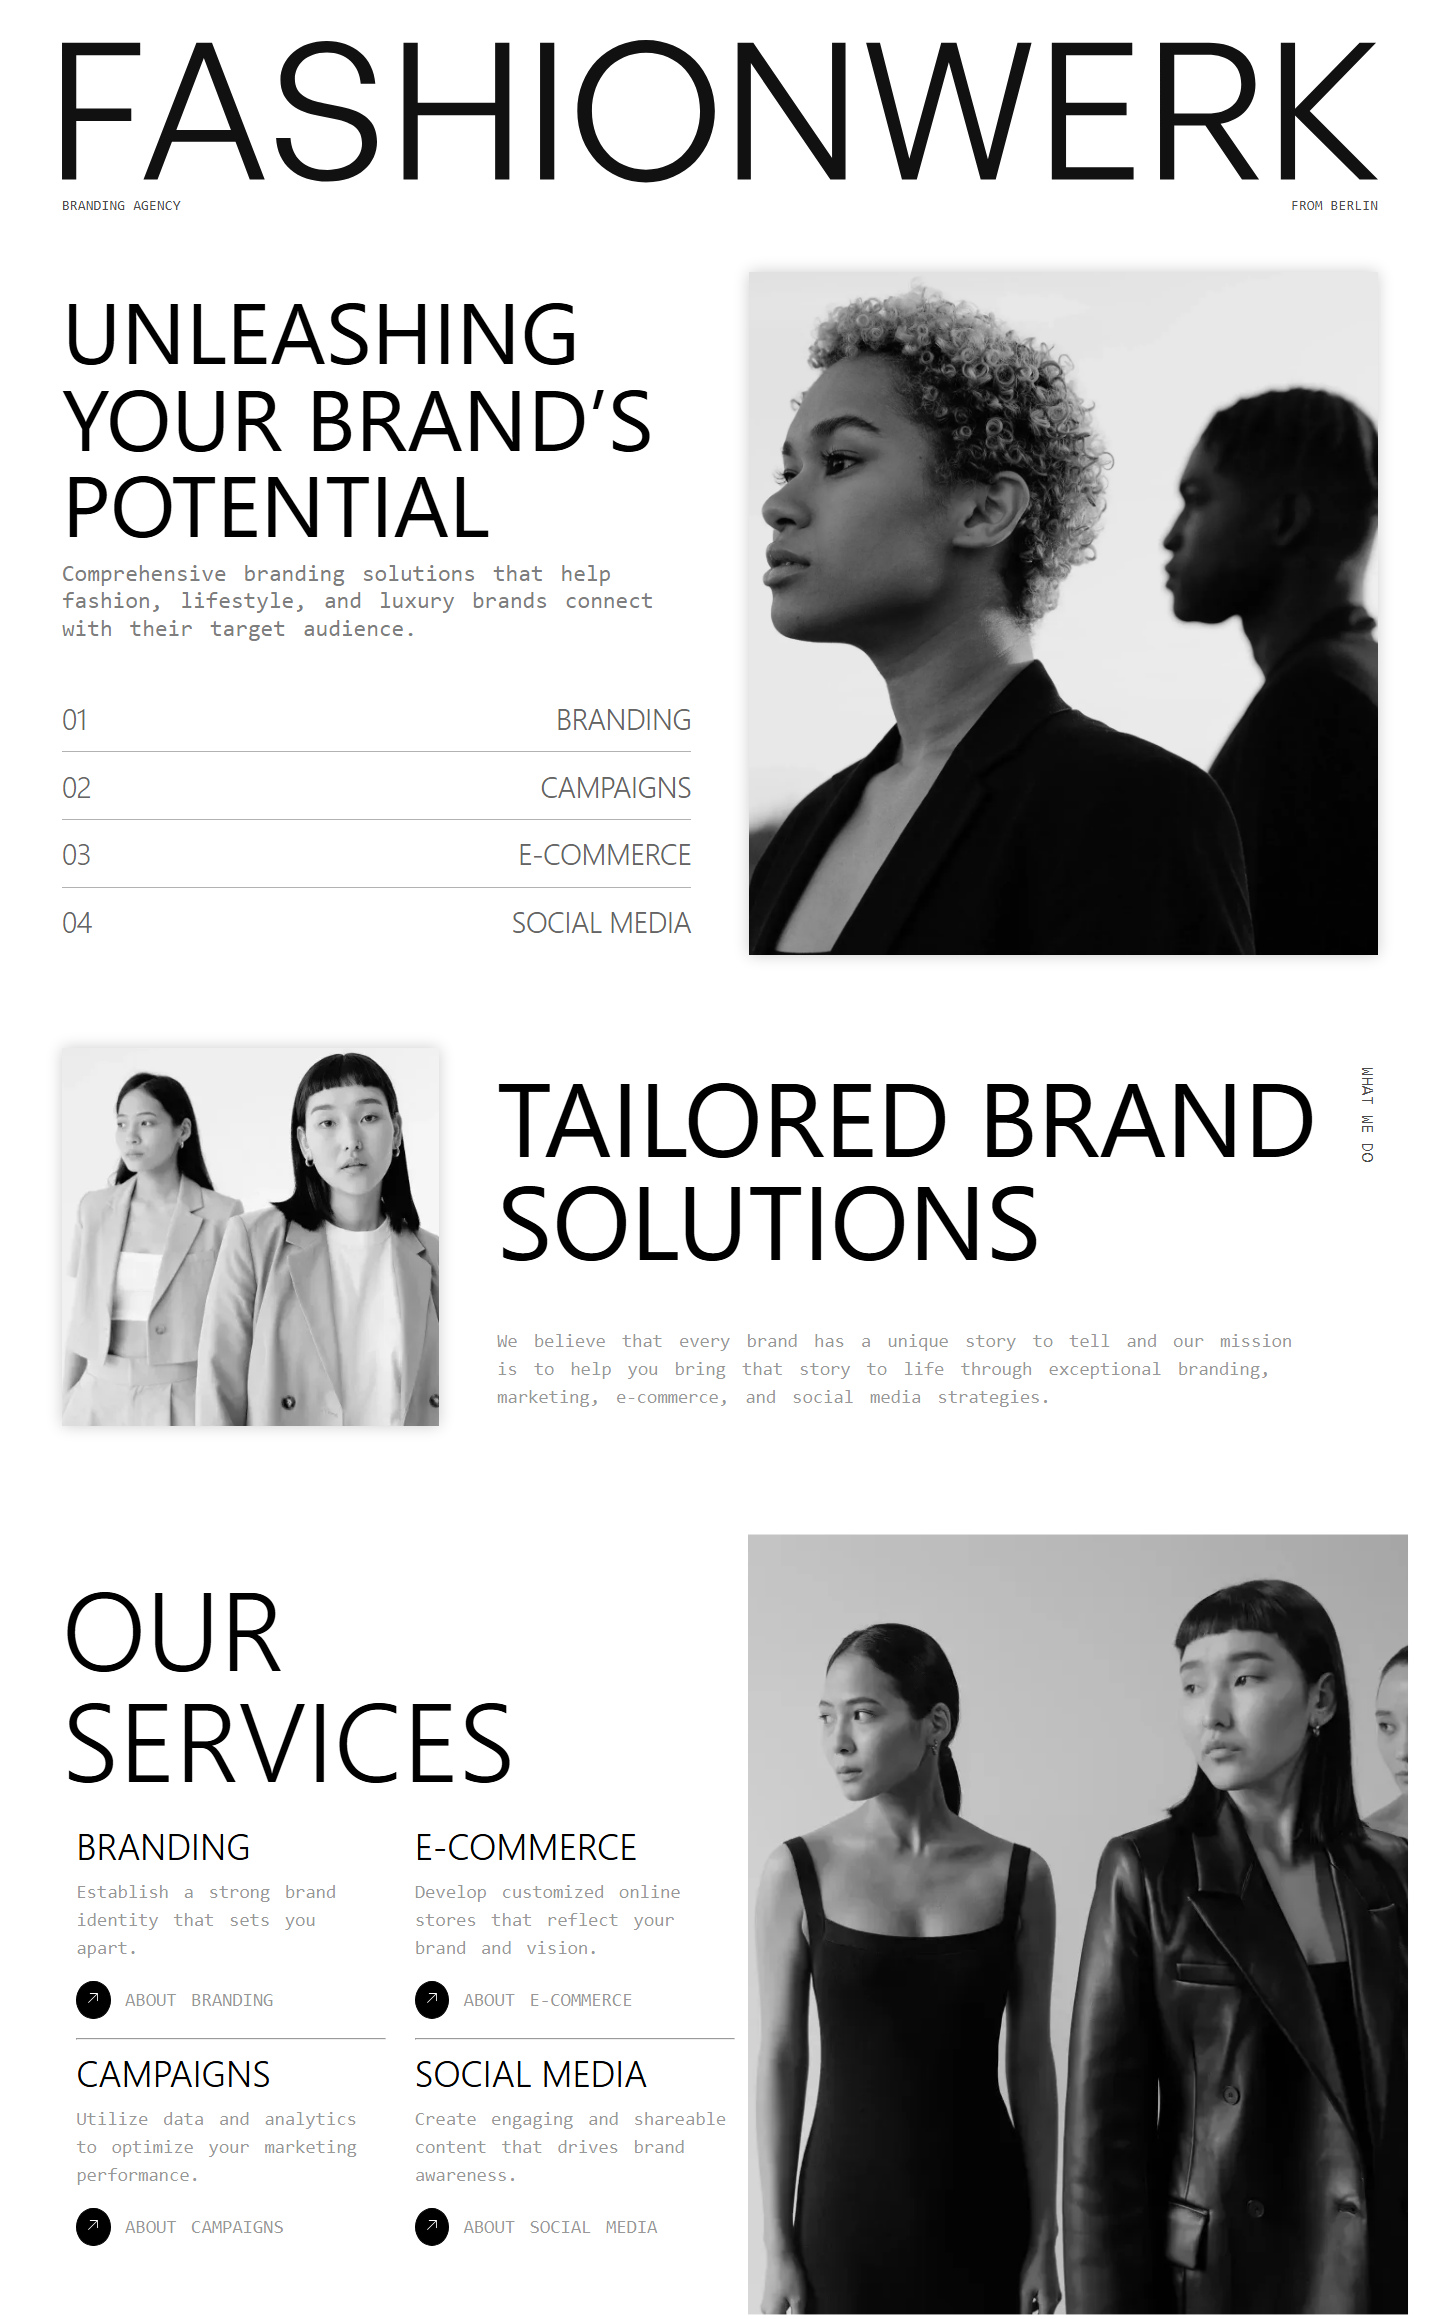 FASHIONWERK
BRANDING AGENCY
FROM BERLIN
UNLEASHING
YOUR BRAND’S
POTENTIAL
Comprehensive branding solutions that help
fashion, lifestyle, and luxury brands connect
with their target audience.
01 BRANDING
02 CAMPAIGNS
03 E-COMMERCE
04 SOCIAL MEDIA
TAILORED BRAND
SOLUTIONS
WHAT WE DO
We believe that every brand has a unique story to tell and our mission
is to help you bring that story to life through exceptional branding,
marketing, e-commerce, and social media strategies.
OUR
SERVICES
BRANDING
Establish a strong brand
identity that sets you
apart.
ABOUT BRANDING
E-COMMERCE
Develop customized online
stores that reflect your
brand and vision.
ABOUT E-COMMERCE
CAMPAIGNS
Utilize data and analytics
to optimize your marketing
performance.
ABOUT CAMPAIGNS
SOCIAL MEDIA
Create engaging and shareable
content that drives brand
awareness.
ABOUT SOCIAL MEDIA